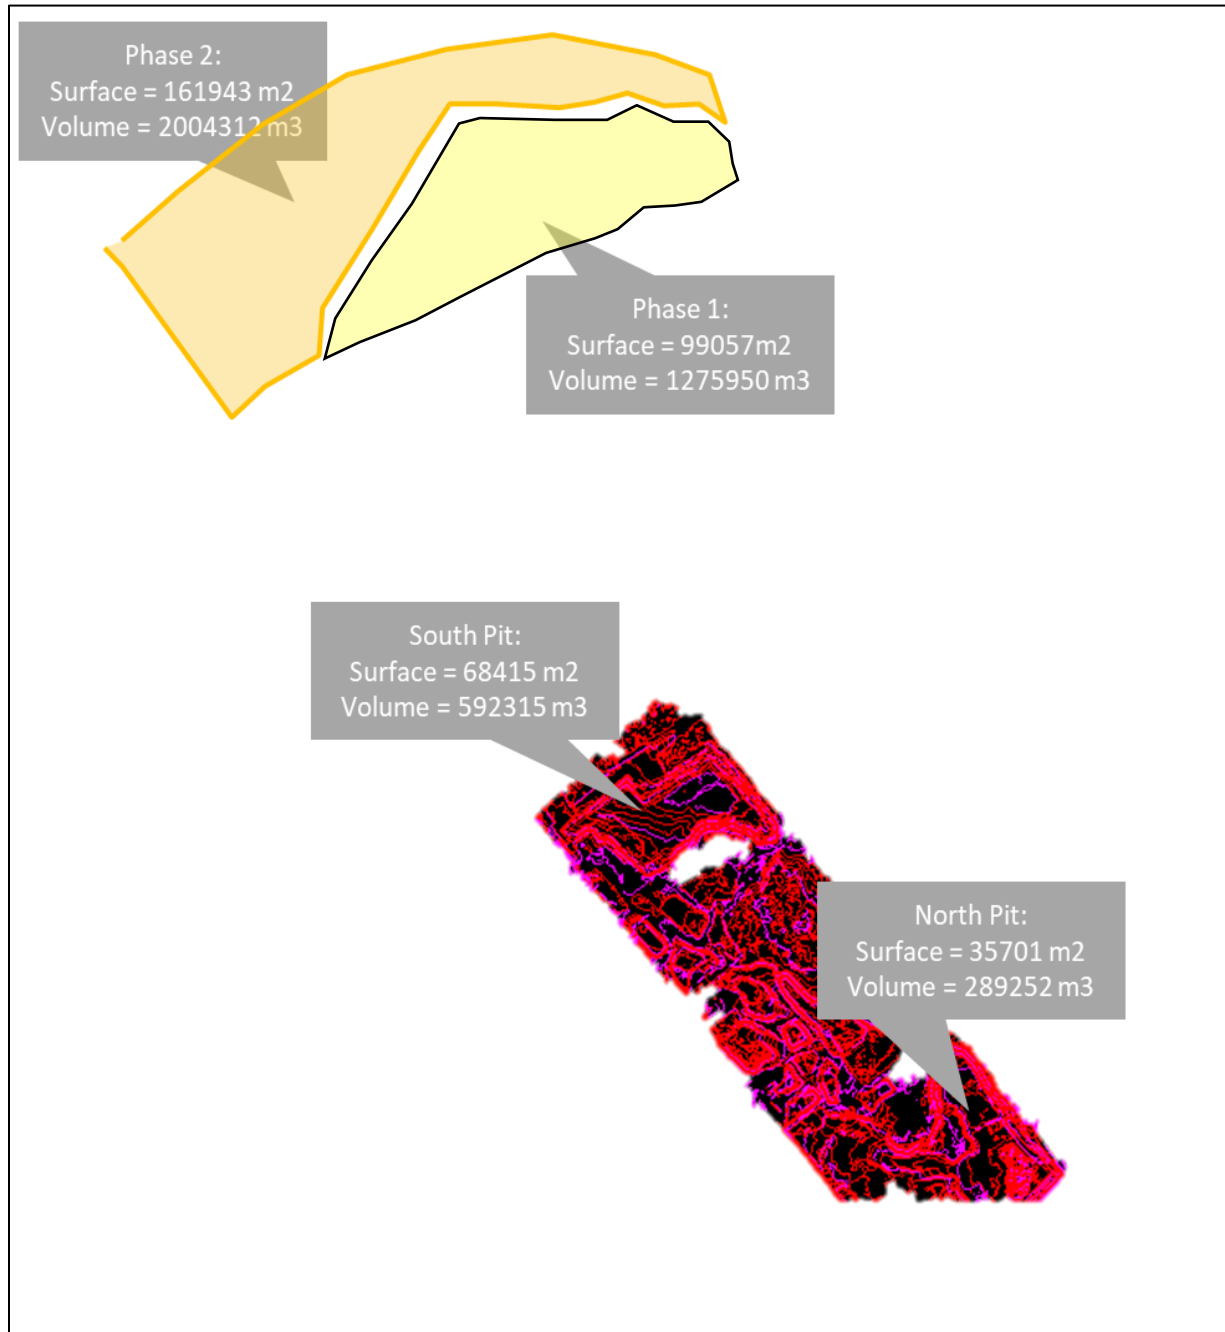 Phase 2:
Surface = 161943 m2
Volume = 2004312 m3
Phase 1:
Surface = 99057m2
Volume = 1275950 m3
South Pit:
Surface = 68415 m2
Volume = 592315 m3
North Pit:
Surface = 35701 m2
Volume = 289252 m3